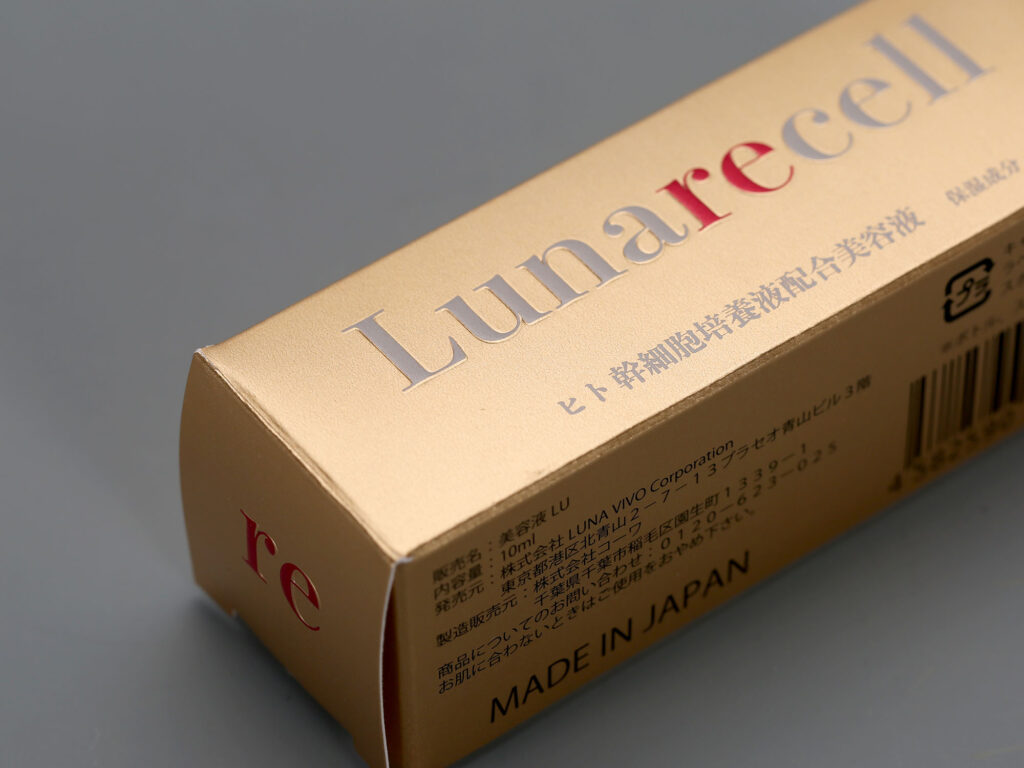 Lunarecell
ヒト幹細胞培養液配合美容液 保湿成分
re
販売名：美容液 LU
内容量：10ml
発売元：株式会社 LUNA VIVO Corporation
東京都港区北青山２－７－１３プラセオ青山ビル３階
製造販売元：株式会社コーワ
千葉県千葉市稲毛区園生町１３３９－１
商品についてのお問い合わせ：０１２０－６２３－０２５
お肌に合わないときはご使用をおやめ下さい。
MADE IN JAPAN
プラ